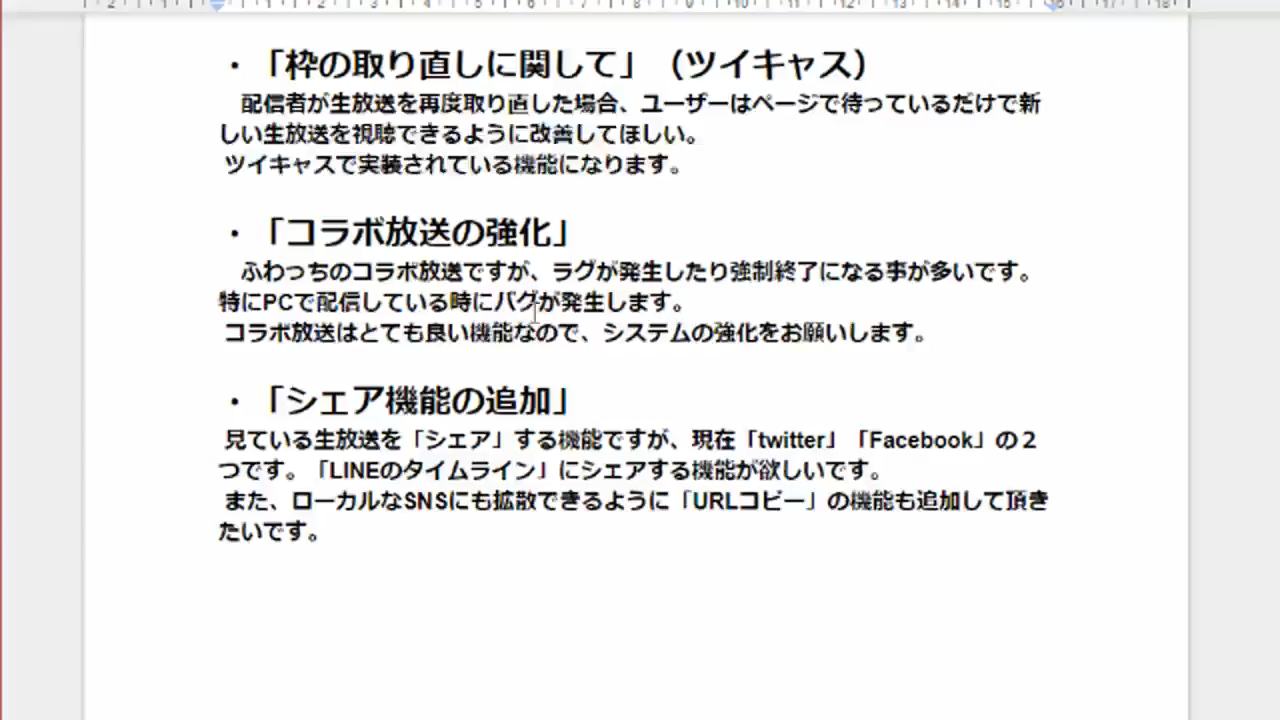 ・「枠の取り直しに関して」（ツイキャス）
配信者が生放送を再度取り直した場合、ユーザーはページで待っているだけで新
しい生放送を視聴できるように改善してほしい。
ツイキャスで実装されている機能になります。
・「コラボ放送の強化」
ふわっちのコラボ放送ですが、ラグが発生したり強制終了になる事が多いです。
特にPCで配信している時にバグが発生します。
コラボ放送はとても良い機能なので、システムの強化をお願いします。
・「シェア機能の追加」
見ている生放送を「シェア」する機能ですが、現在「twitter」「Facebook」の２
つです。「LINEのタイムライン」にシェアする機能が欲しいです。
また、ローカルなSNSにも拡散できるように「URLコピー」の機能も追加して頂き
たいです。